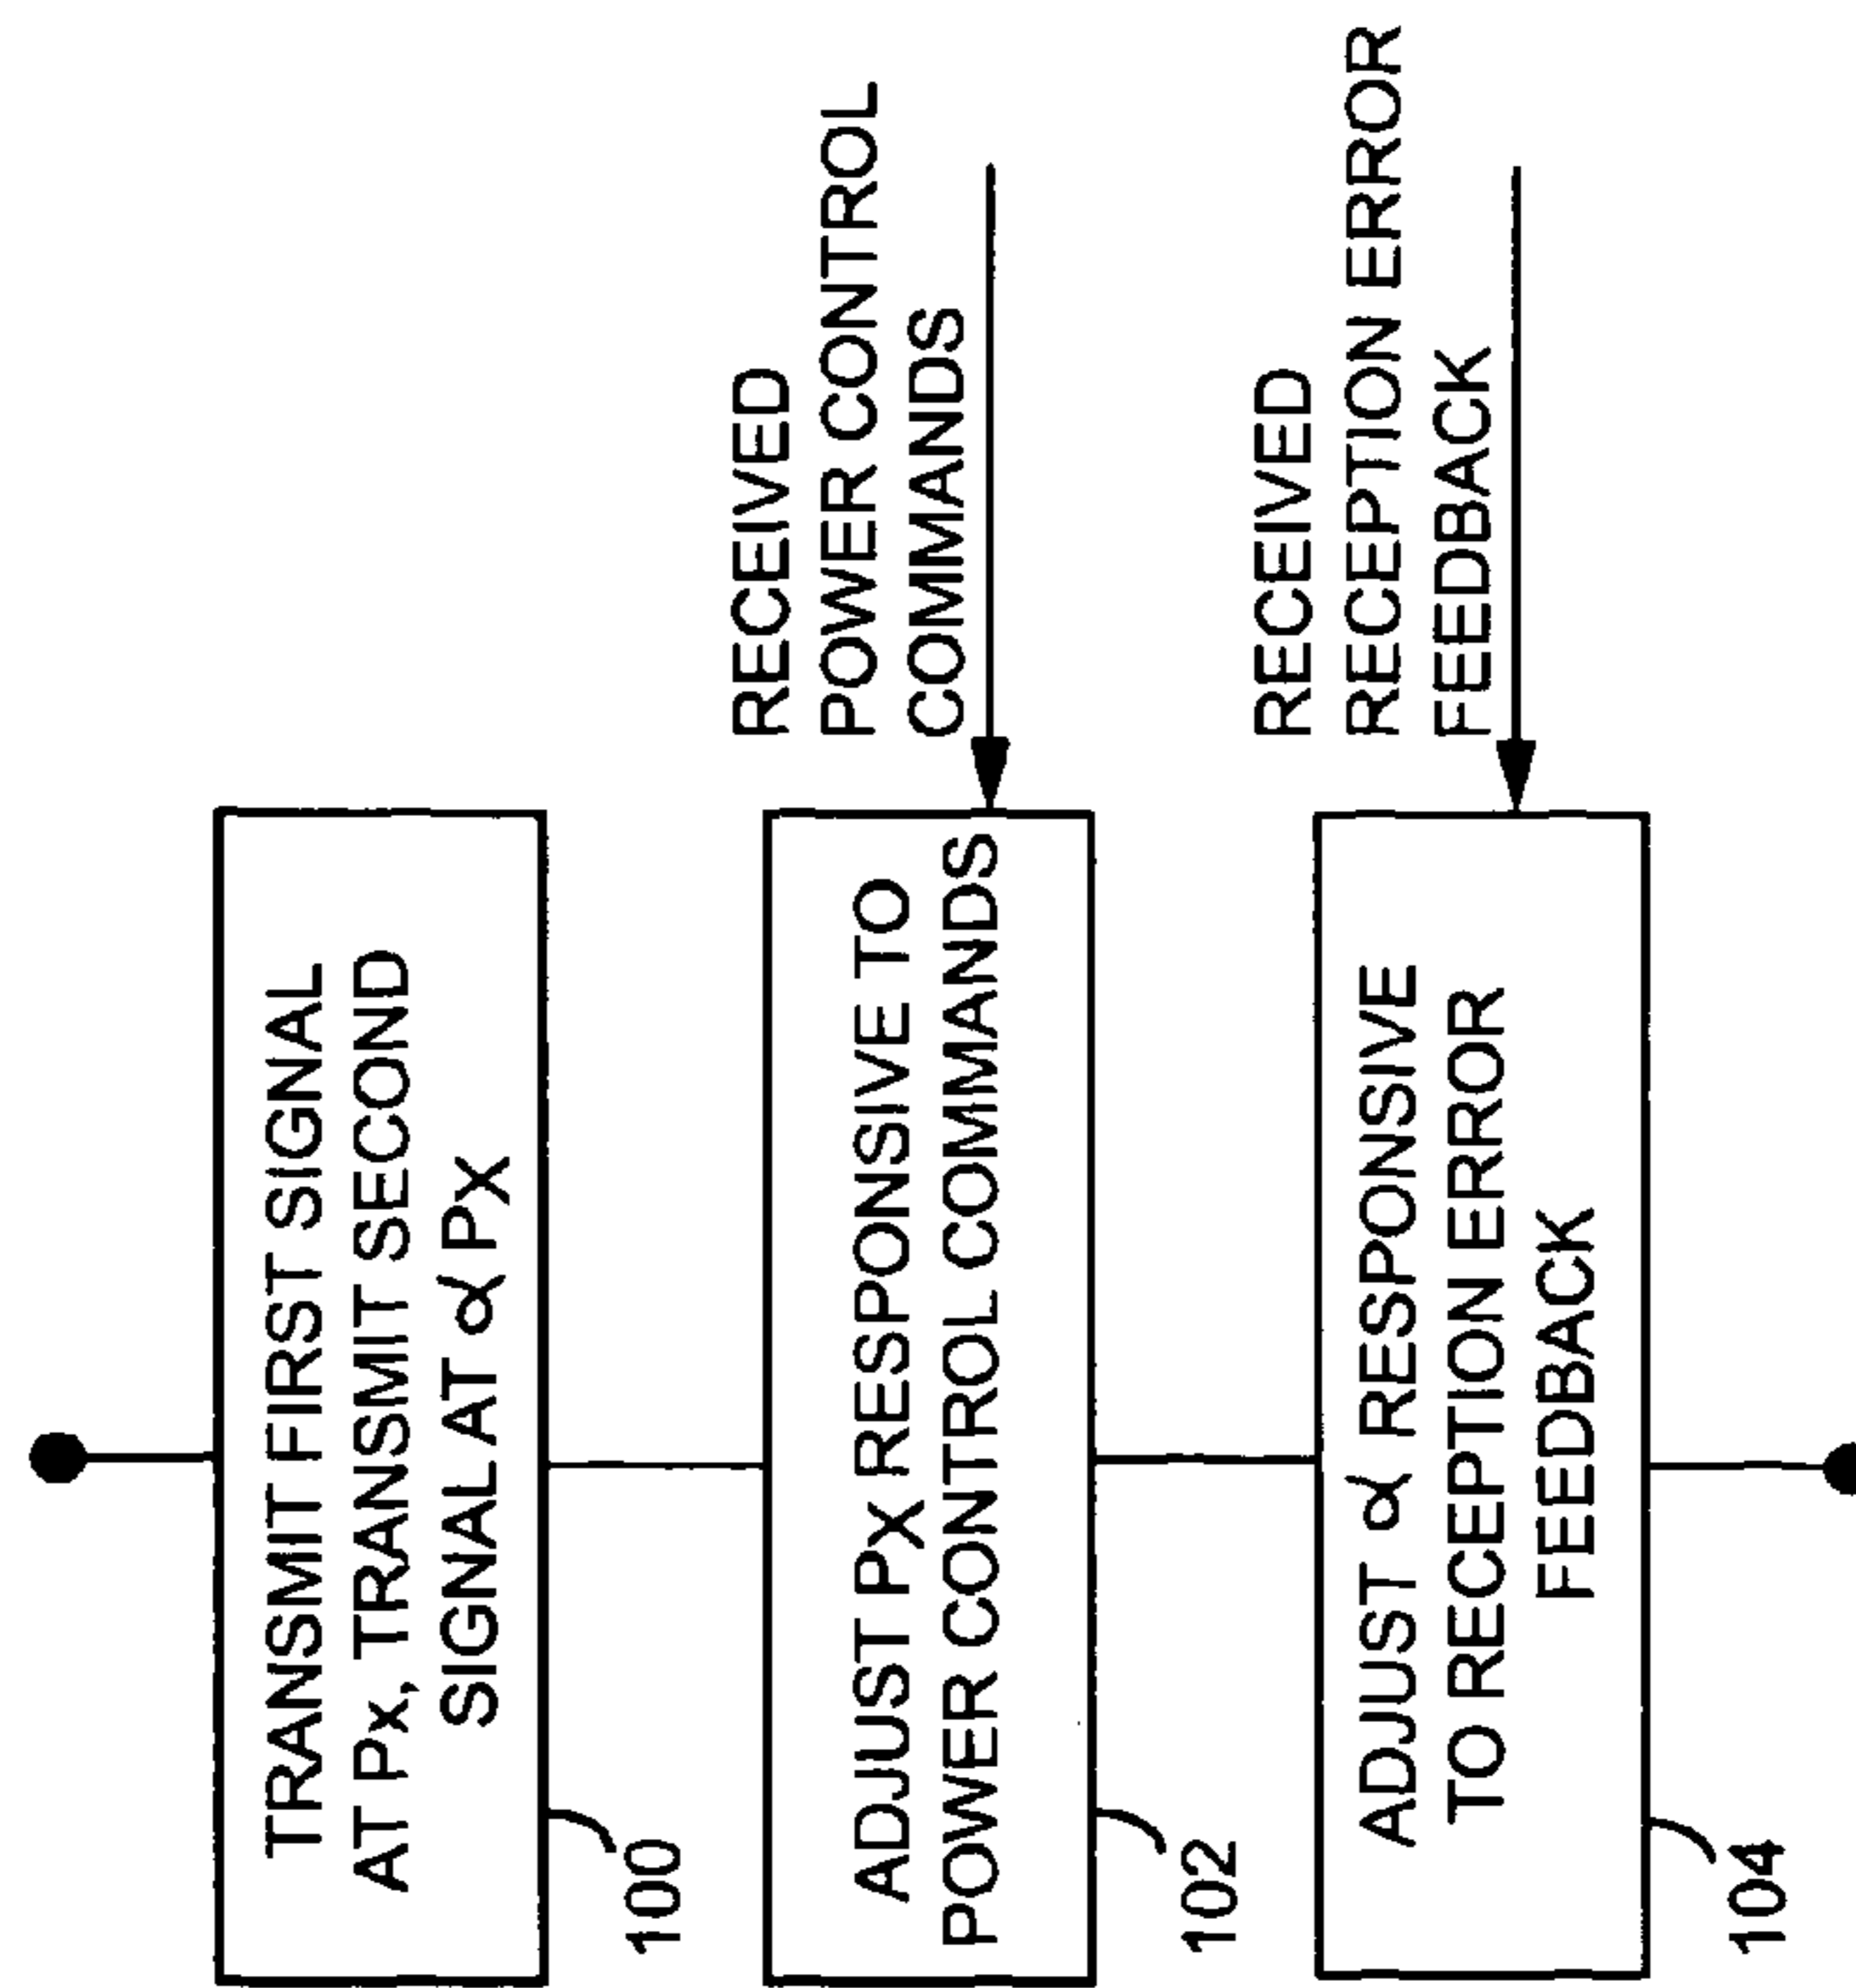 TRANSMIT FIRST SIGNAL
AT Px, TRANSMIT SECOND
SIGNAL AT ∝ PX
100
RECEIVED
POWER CONTROL
COMMANDS
ADJUST PX RESPONSIVE TO
POWER CONTROL COMMANDS
102
RECEIVED
RECEPTION ERROR
FEEDBACK
ADJUST ∝ RESPONSIVE
TO RECEPTION ERROR
FEEDBACK
104